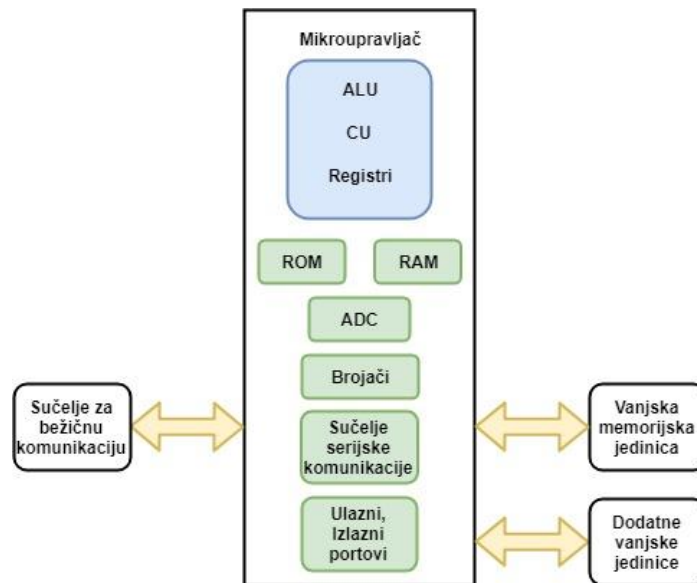 Mikroupravljač
ALU
CU
Registri
ROM
RAM
ADC
Brojači
Sučelje za
bežičnu
komunikaciju
Sučelje
serijske
komunikacije
Vanjska
memorijska
jedinica
Ulazni,
Izlazni
portovi
Dodatne
vanjske
jedinice